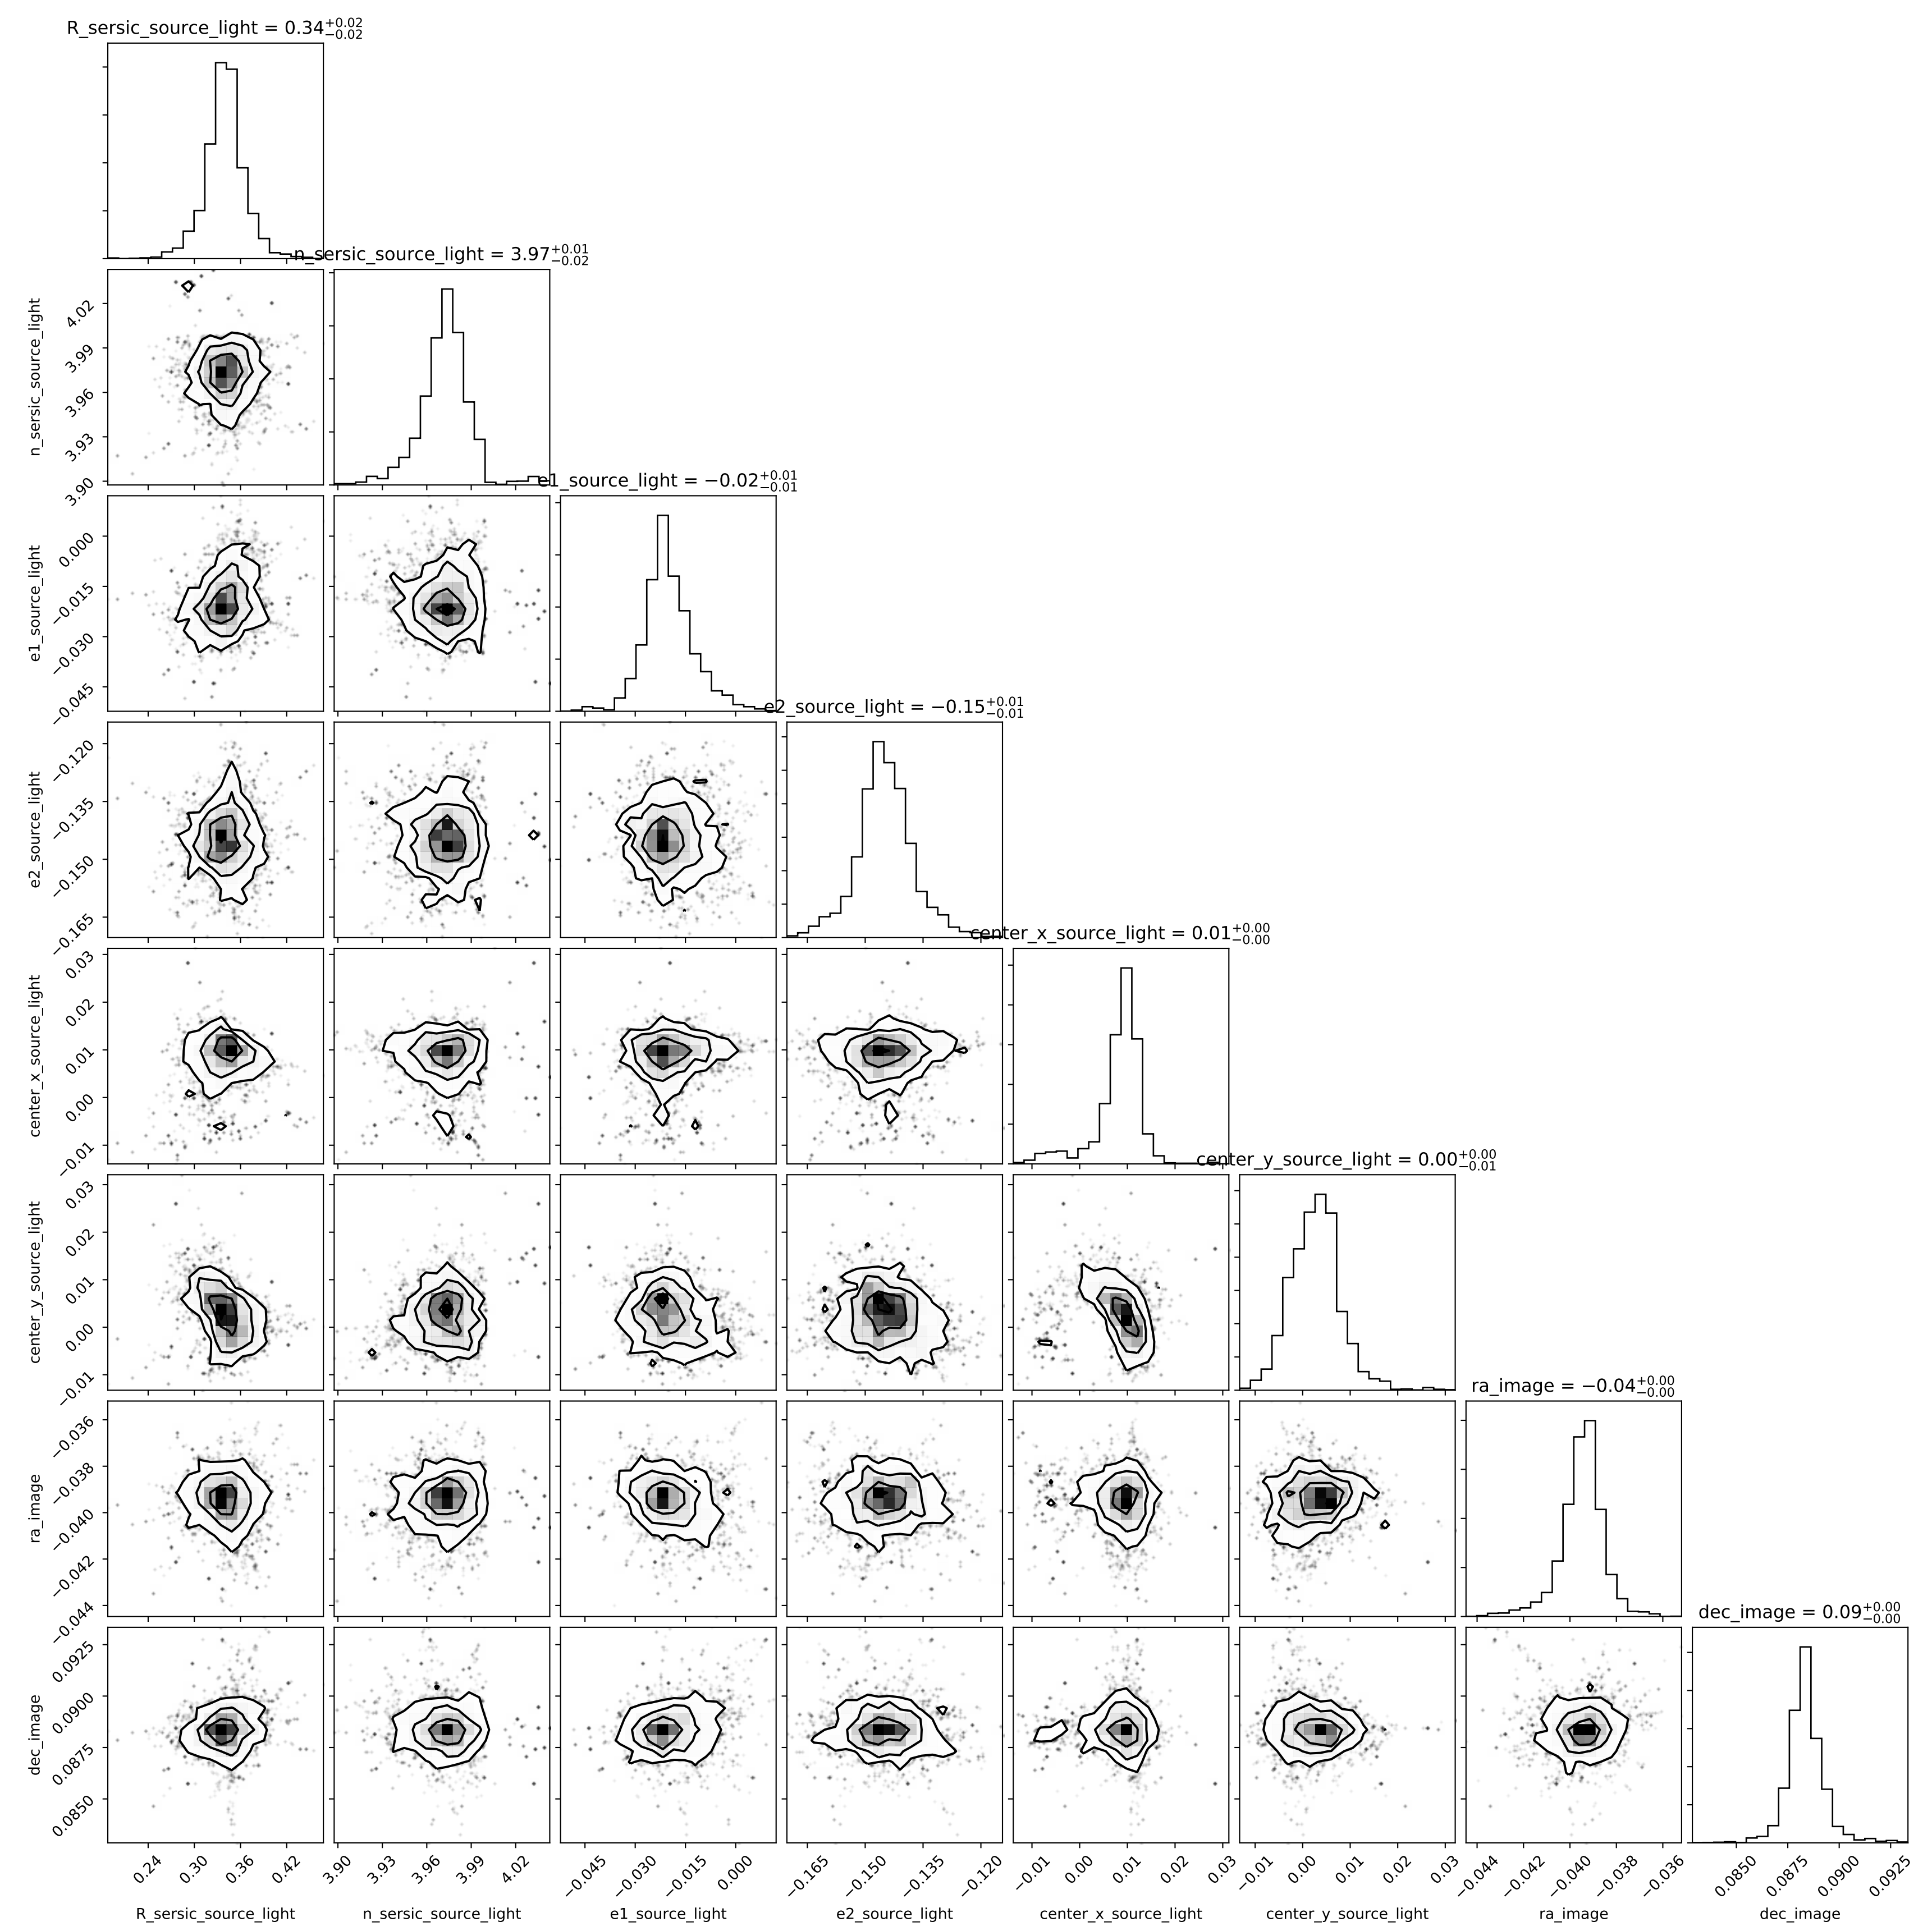 R_sersic_source_light = 0.34 +0.02 −0.02
n_sersic_source_light = 3.97 +0.01 −0.02
n_sersic_source_light
4.02
3.99
3.96
3.93
3.90
e1_source_light = −0.02 +0.01 −0.01
e1_source_light
0.000
−0.015
−0.030
−0.045
e2_source_light = −0.15 +0.01 −0.01
e2_source_light
−0.120
−0.135
−0.150
−0.165
center_x_source_light = 0.01 +0.00 −0.00
center_x_source_light
0.03
0.02
0.01
0.00
−0.01
center_y_source_light = 0.00 +0.00 −0.01
center_y_source_light
0.03
0.02
0.01
0.00
−0.01
ra_image = −0.04 +0.00 −0.00
ra_image
−0.036
−0.038
−0.040
−0.042
−0.044
dec_image = 0.09 +0.00 −0.00
dec_image
0.0925
0.0900
0.0875
0.0850
0.24 0.30 0.36 0.42 3.90 3.93 3.96 3.99 4.02 −0.045 −0.030 −0.015 0.000 −0.165 −0.150 −0.135 −0.120 −0.01 0.00 0.01 0.02 0.03 −0.01 0.00 0.01 0.02 0.03 −0.044 −0.042 −0.040 −0.038 −0.036 0.0850 0.0875 0.0900 0.0925
R_sersic_source_light n_sersic_source_light e1_source_light e2_source_light center_x_source_light center_y_source_light ra_image dec_image